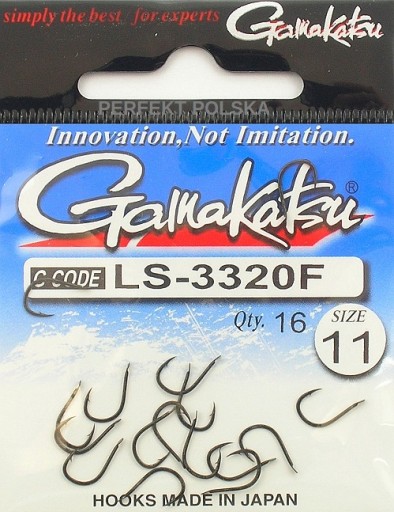 simply the best for experts
Gamakatsu
PERFEKT POLSKA
Innovation,Not Imitation.
Gamakatsu®
G CODE LS-3320F
Qty. 16
SIZE
11
HOOKS MADE IN JAPAN